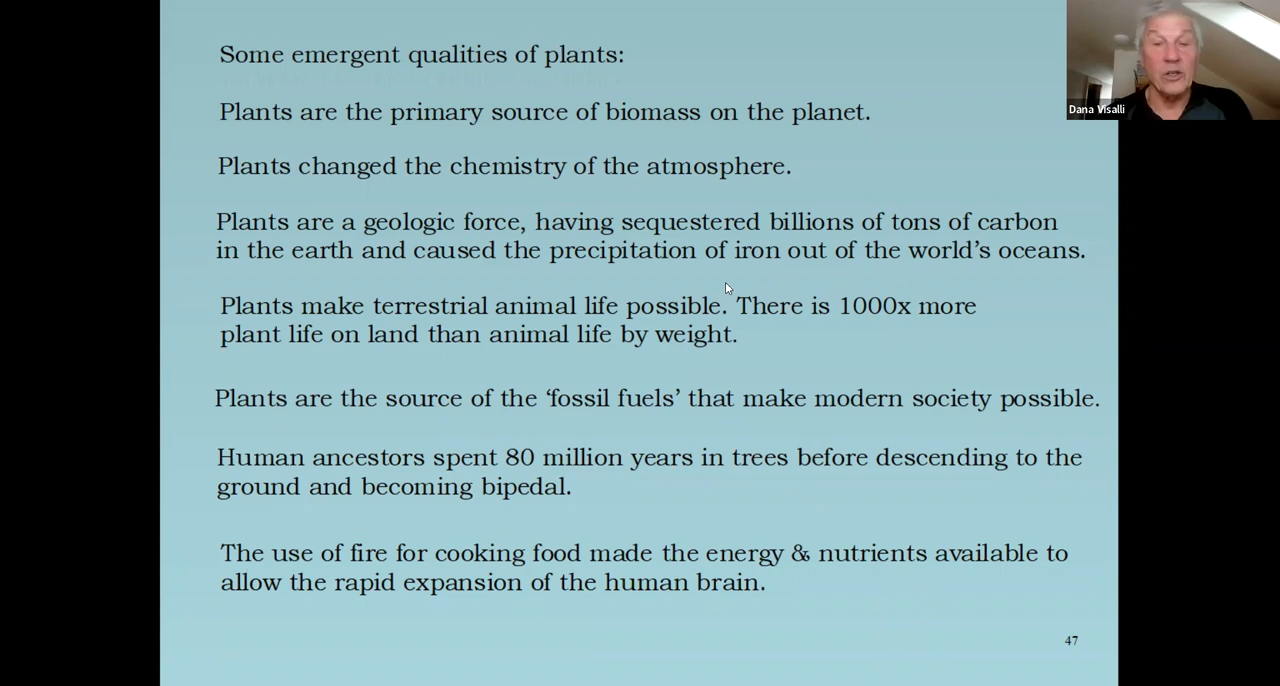 Some emergent qualities of plants:
Plants are the primary source of biomass on the planet.
Plants changed the chemistry of the atmosphere.
Plants are a geologic force, having sequestered billions of tons of carbon
in the earth and caused the precipitation of iron out of the world’s oceans.
Plants make terrestrial animal life possible. There is 1000x more
plant life on land than animal life by weight.
Plants are the source of the ‘fossil fuels’ that make modern society possible.
Human ancestors spent 80 million years in trees before descending to the
ground and becoming bipedal.
The use of fire for cooking food made the energy & nutrients available to
allow the rapid expansion of the human brain.
47
Dana Visalli